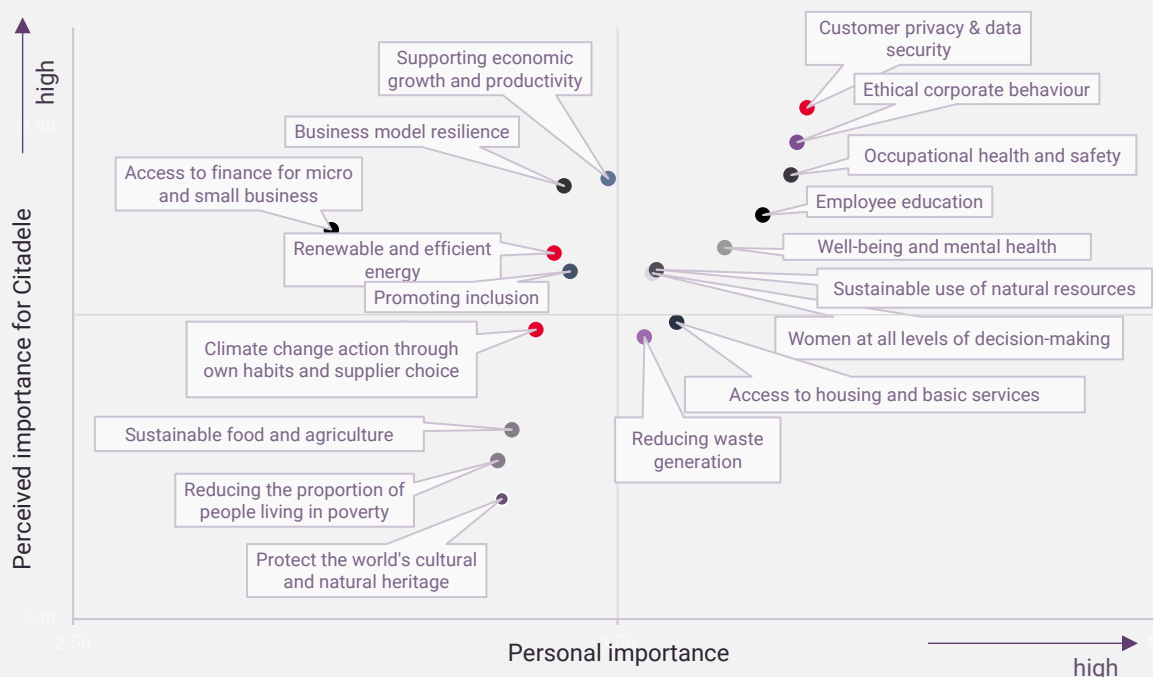 high
Perceived importance for Citadele
Customer privacy & data
security
Supporting economic
growth and productivity
Ethical corporate behaviour
Business model resilience
Occupational health and safety
Access to finance for micro
and small business
Employee education
Renewable and efficient
energy
Well-being and mental health
Promoting inclusion
Sustainable use of natural resources
Women at all levels of decision-making
Climate change action through
own habits and supplier choice
Access to housing and basic services
Sustainable food and agriculture
Reducing waste
generation
Reducing the proportion of
people living in poverty
Protect the world's cultural
and natural heritage
2.90
2.50
Personal importance
high